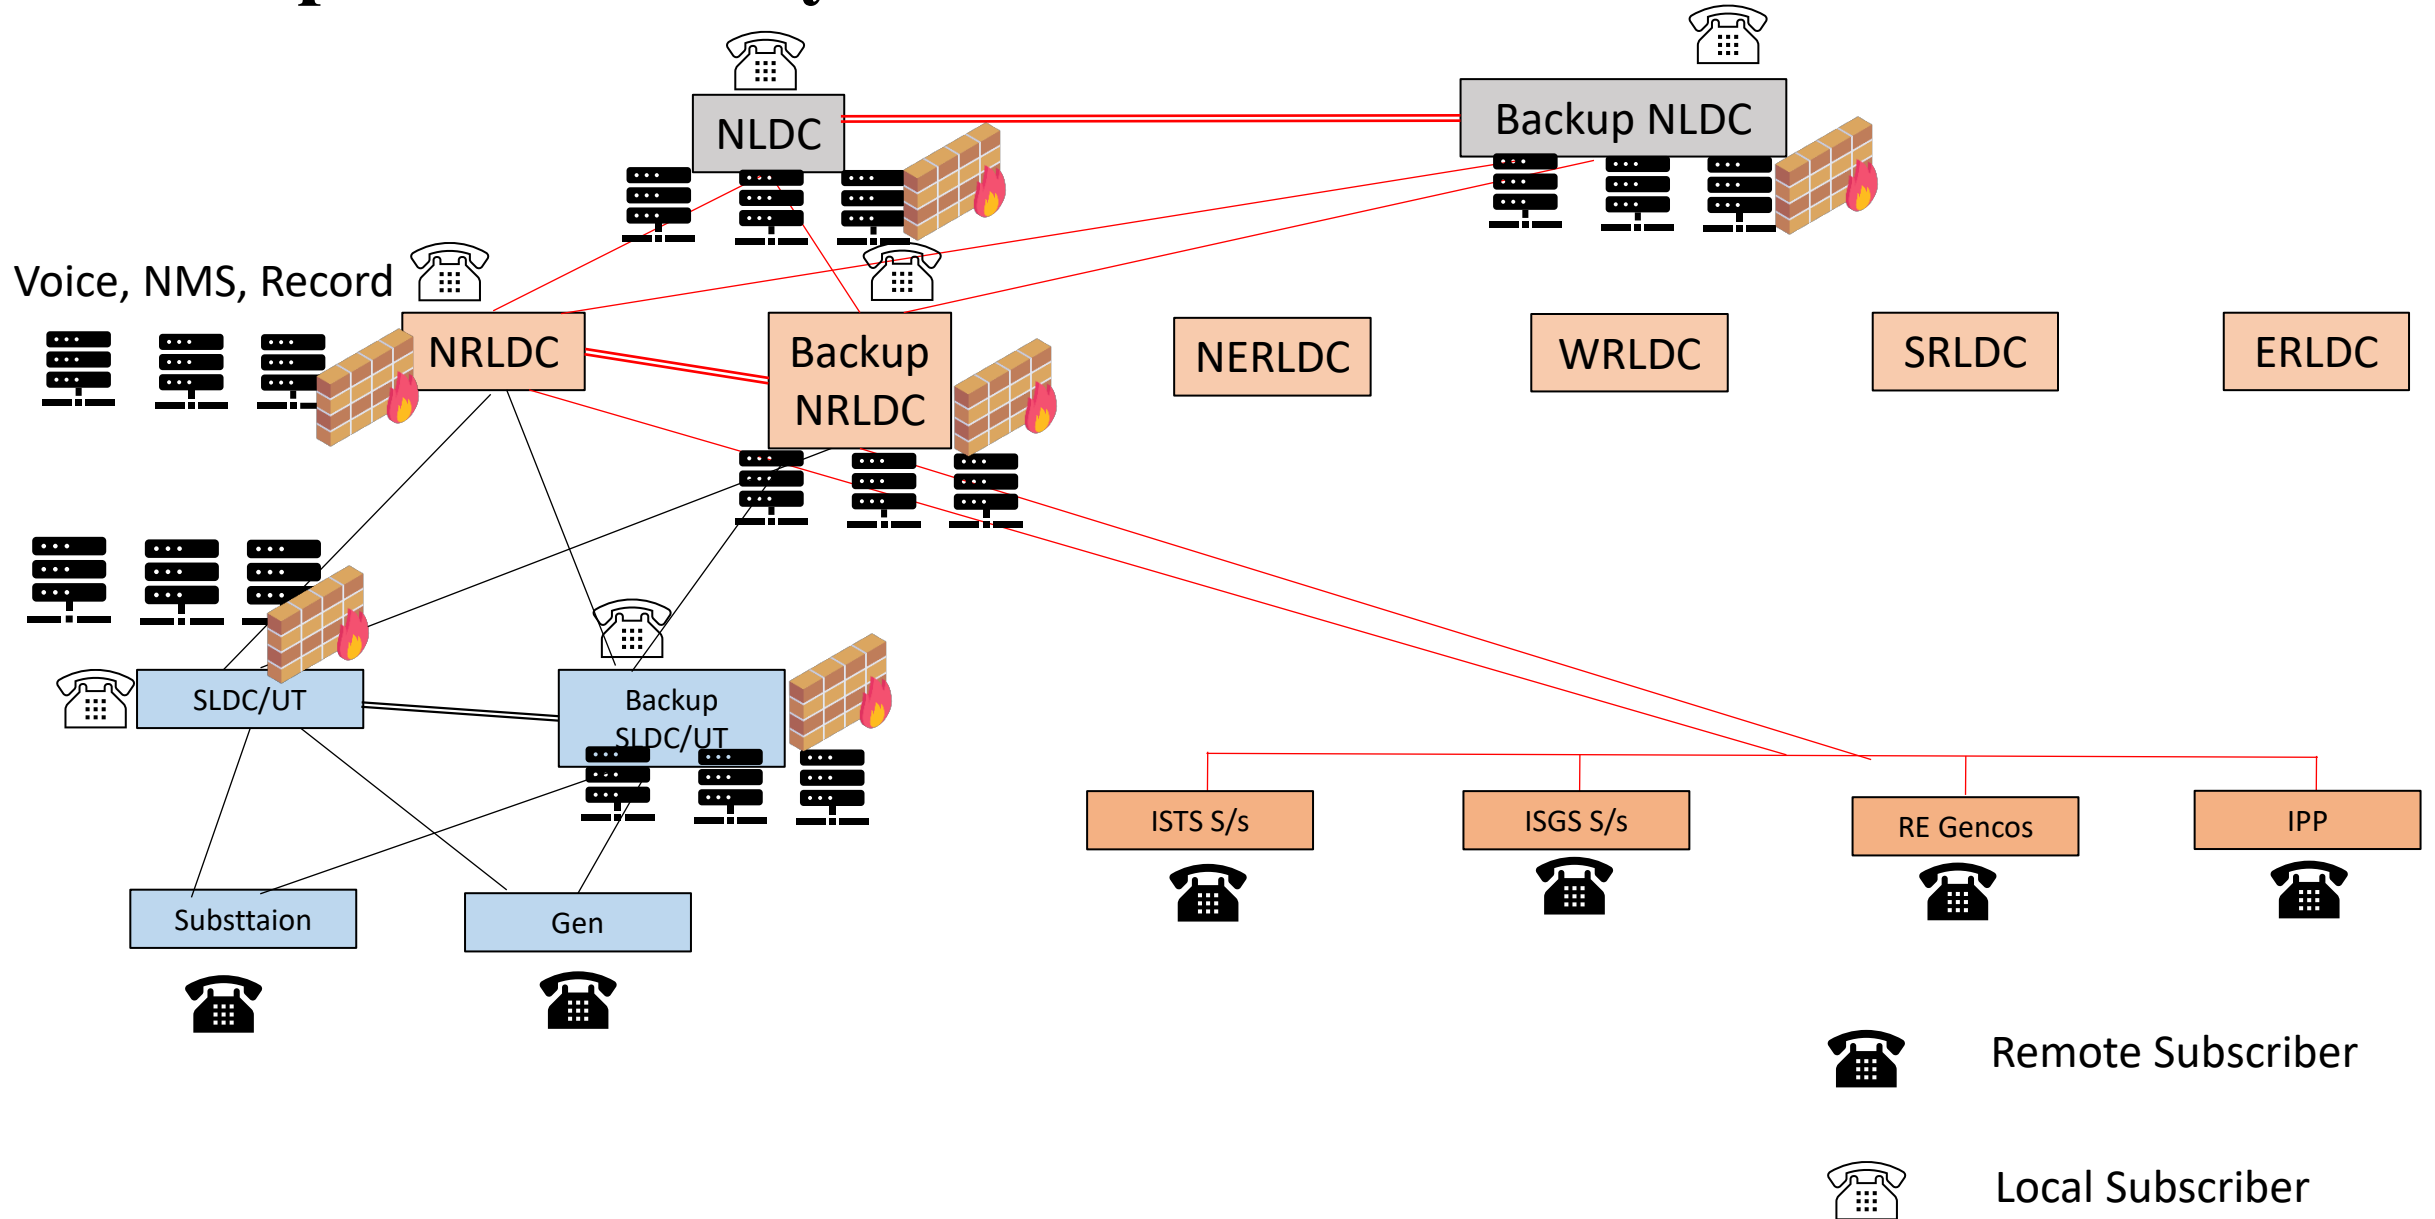 NLDC
Backup NLDC
Voice, NMS, Record
NRLDC
Backup
NRLDC
NERLDC
WRLDC
SRLDC
ERLDC
SLDC/UT
Backup
SLDC/UT
ISTS S/s
ISGS S/s
RE Gencos
IPP
Substtaion
Gen
Remote Subscriber
Local Subscriber